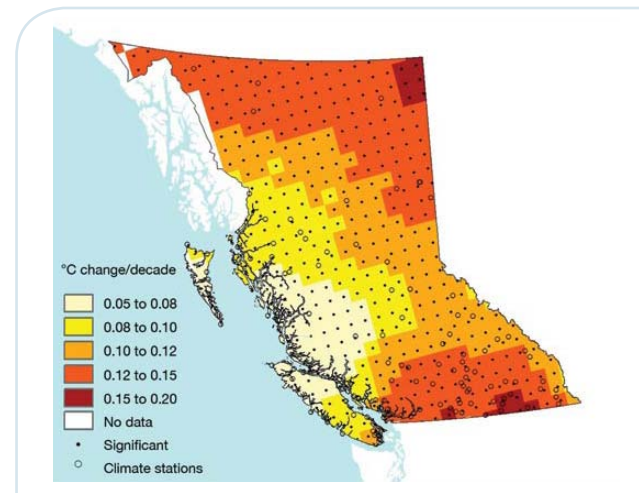 °C change/decade
0.05 to 0.08
0.08 to 0.10
0.10 to 0.12
0.12 to 0.15
0.15 to 0.20
No data
Significant
Climate stations